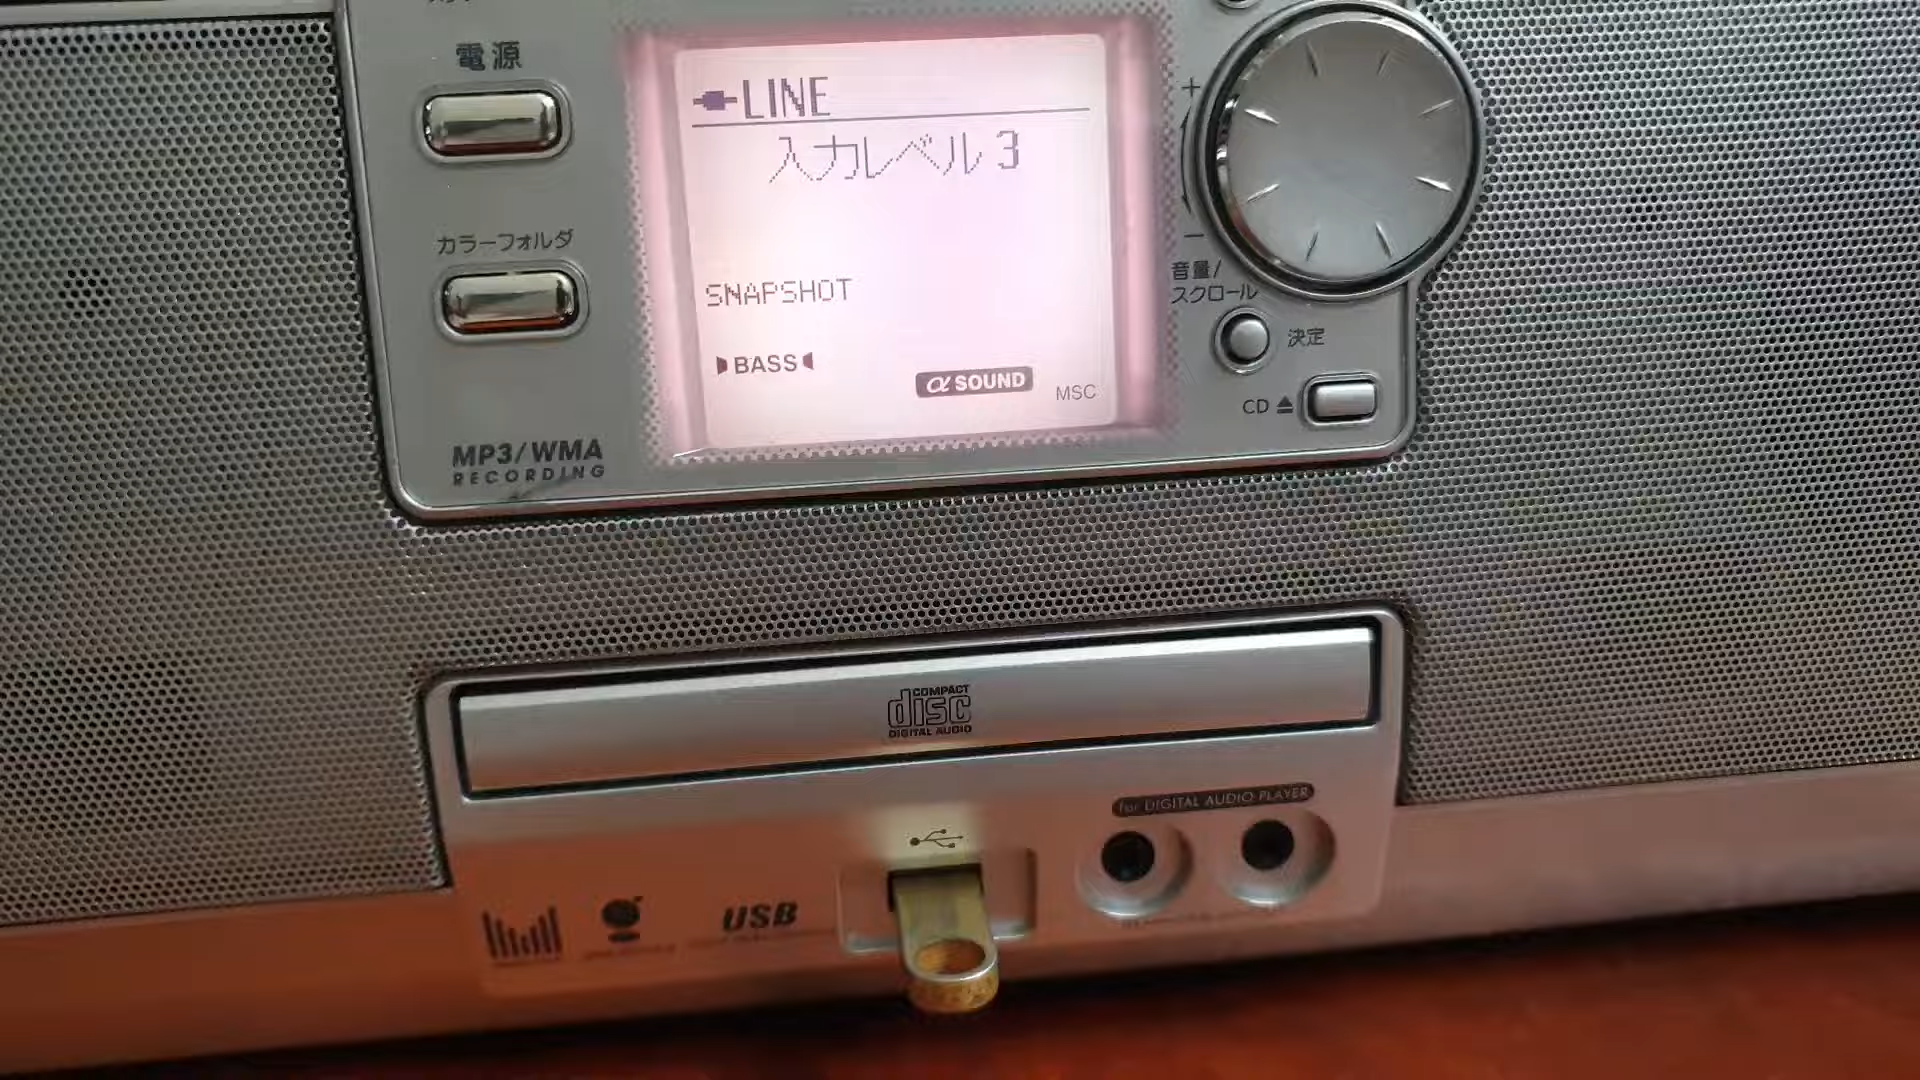 電源
LINE
入力レベル 3
カラーフォルダ
SNAPSHOT
BASS
α SOUND
MSC
MP3/WMA
RECORDING
+
−
音量/
スクロール
決定
CD
COMPACT
disc
DIGITAL AUDIO
for DIGITAL AUDIO PLAYER
USB